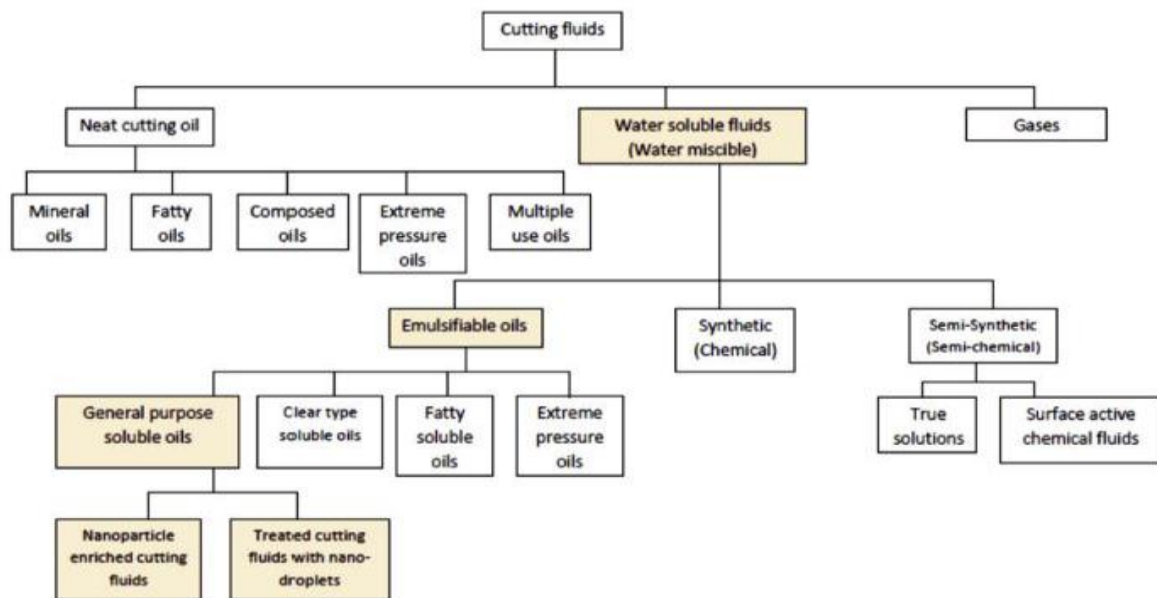 Cutting fluids
Neat cutting oil
Water soluble fluids
(Water miscible)
Gases
Mineral
oils
Fatty
oils
Composed
oils
Extreme
pressure
oils
Multiple
use oils
Emulsifiable oils
Synthetic
(Chemical)
Semi-Synthetic
(Semi-chemical)
General purpose
soluble oils
Clear type
soluble oils
Fatty
soluble
oils
Extreme
pressure
oils
True
solutions
Surface active
chemical fluids
Nanoparticle
enriched cutting
fluids
Treated cutting
fluids with nano-
droplets